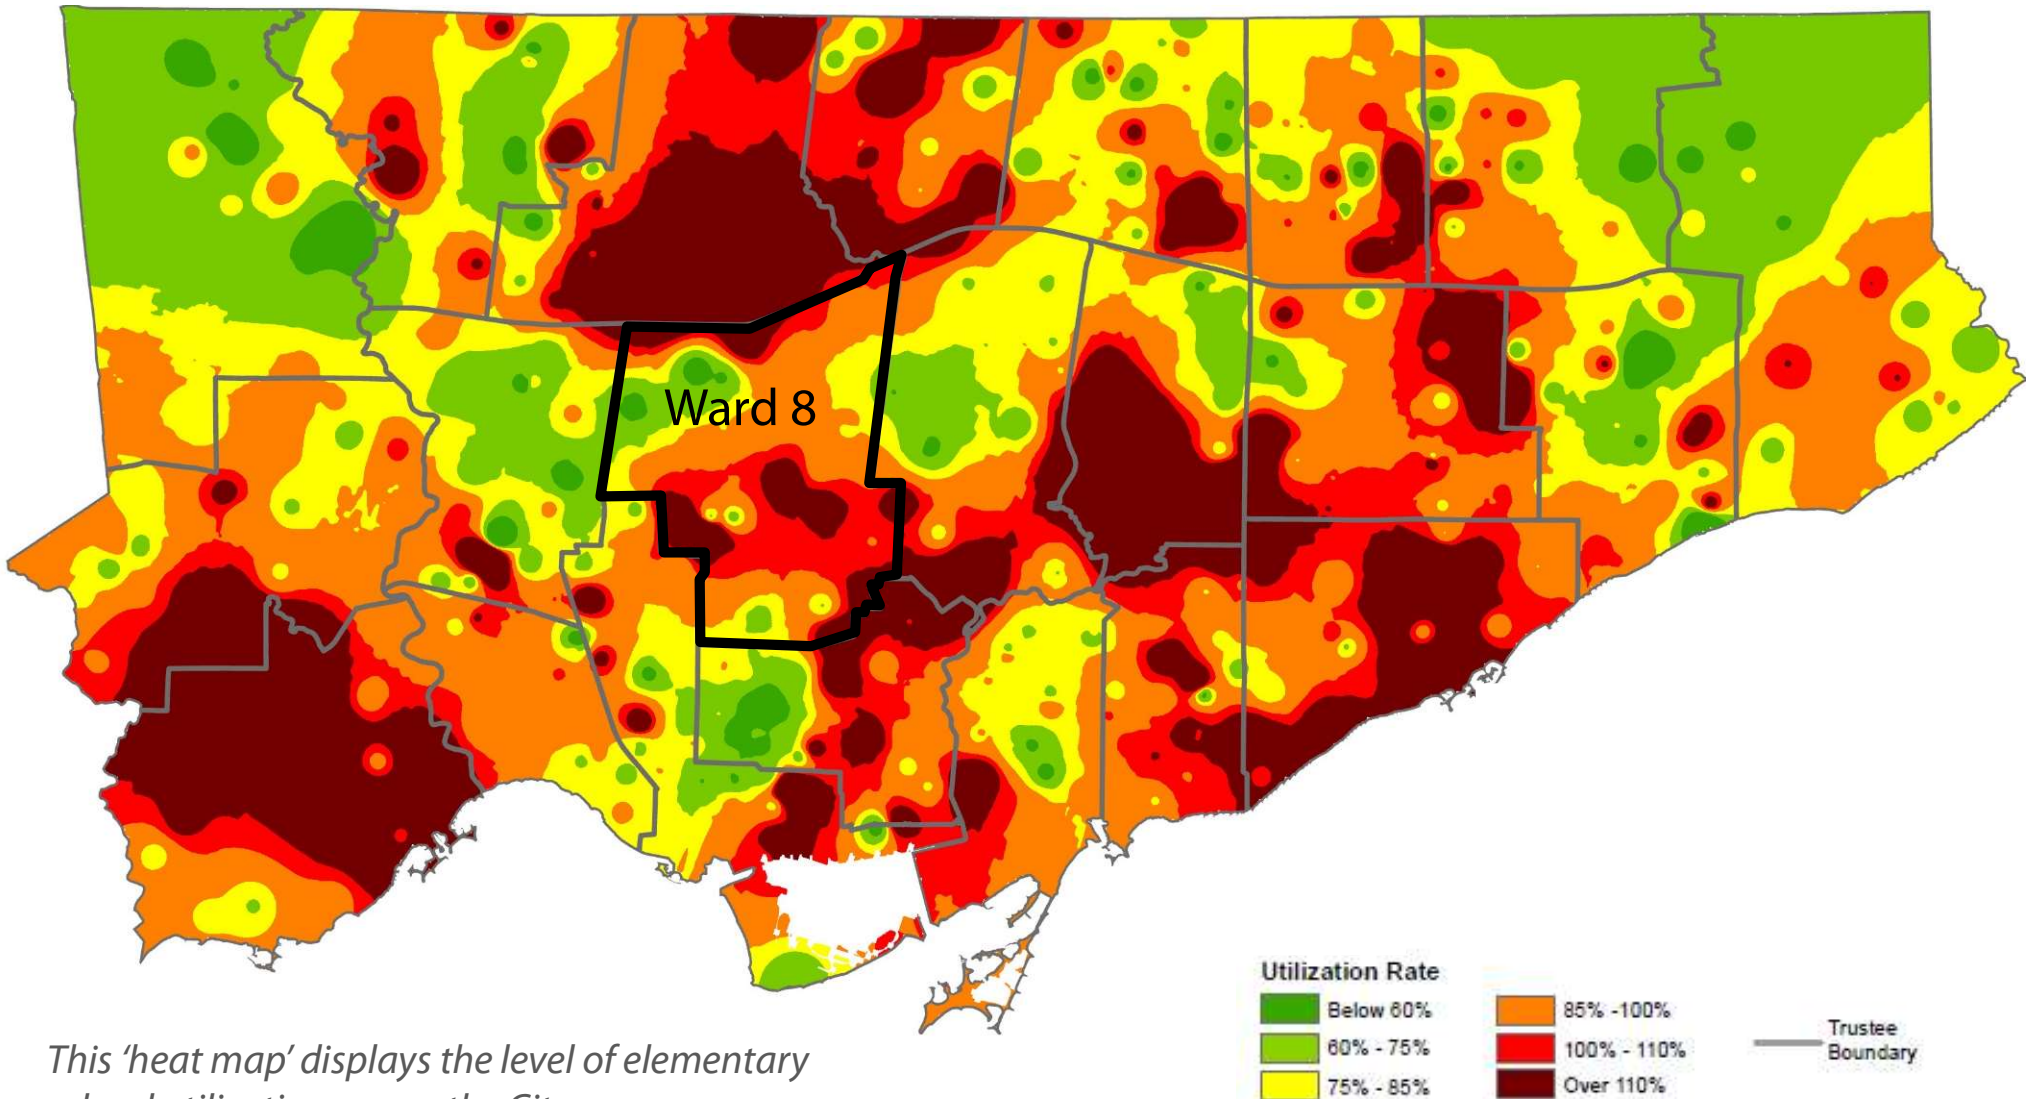 Ward 8
Utilization Rate
Below 60%
60% - 75%
75% - 85%
85% -100%
100% - 110%
Over 110%
Trustee
Boundary
This ‘heat map’ displays the level of elementary